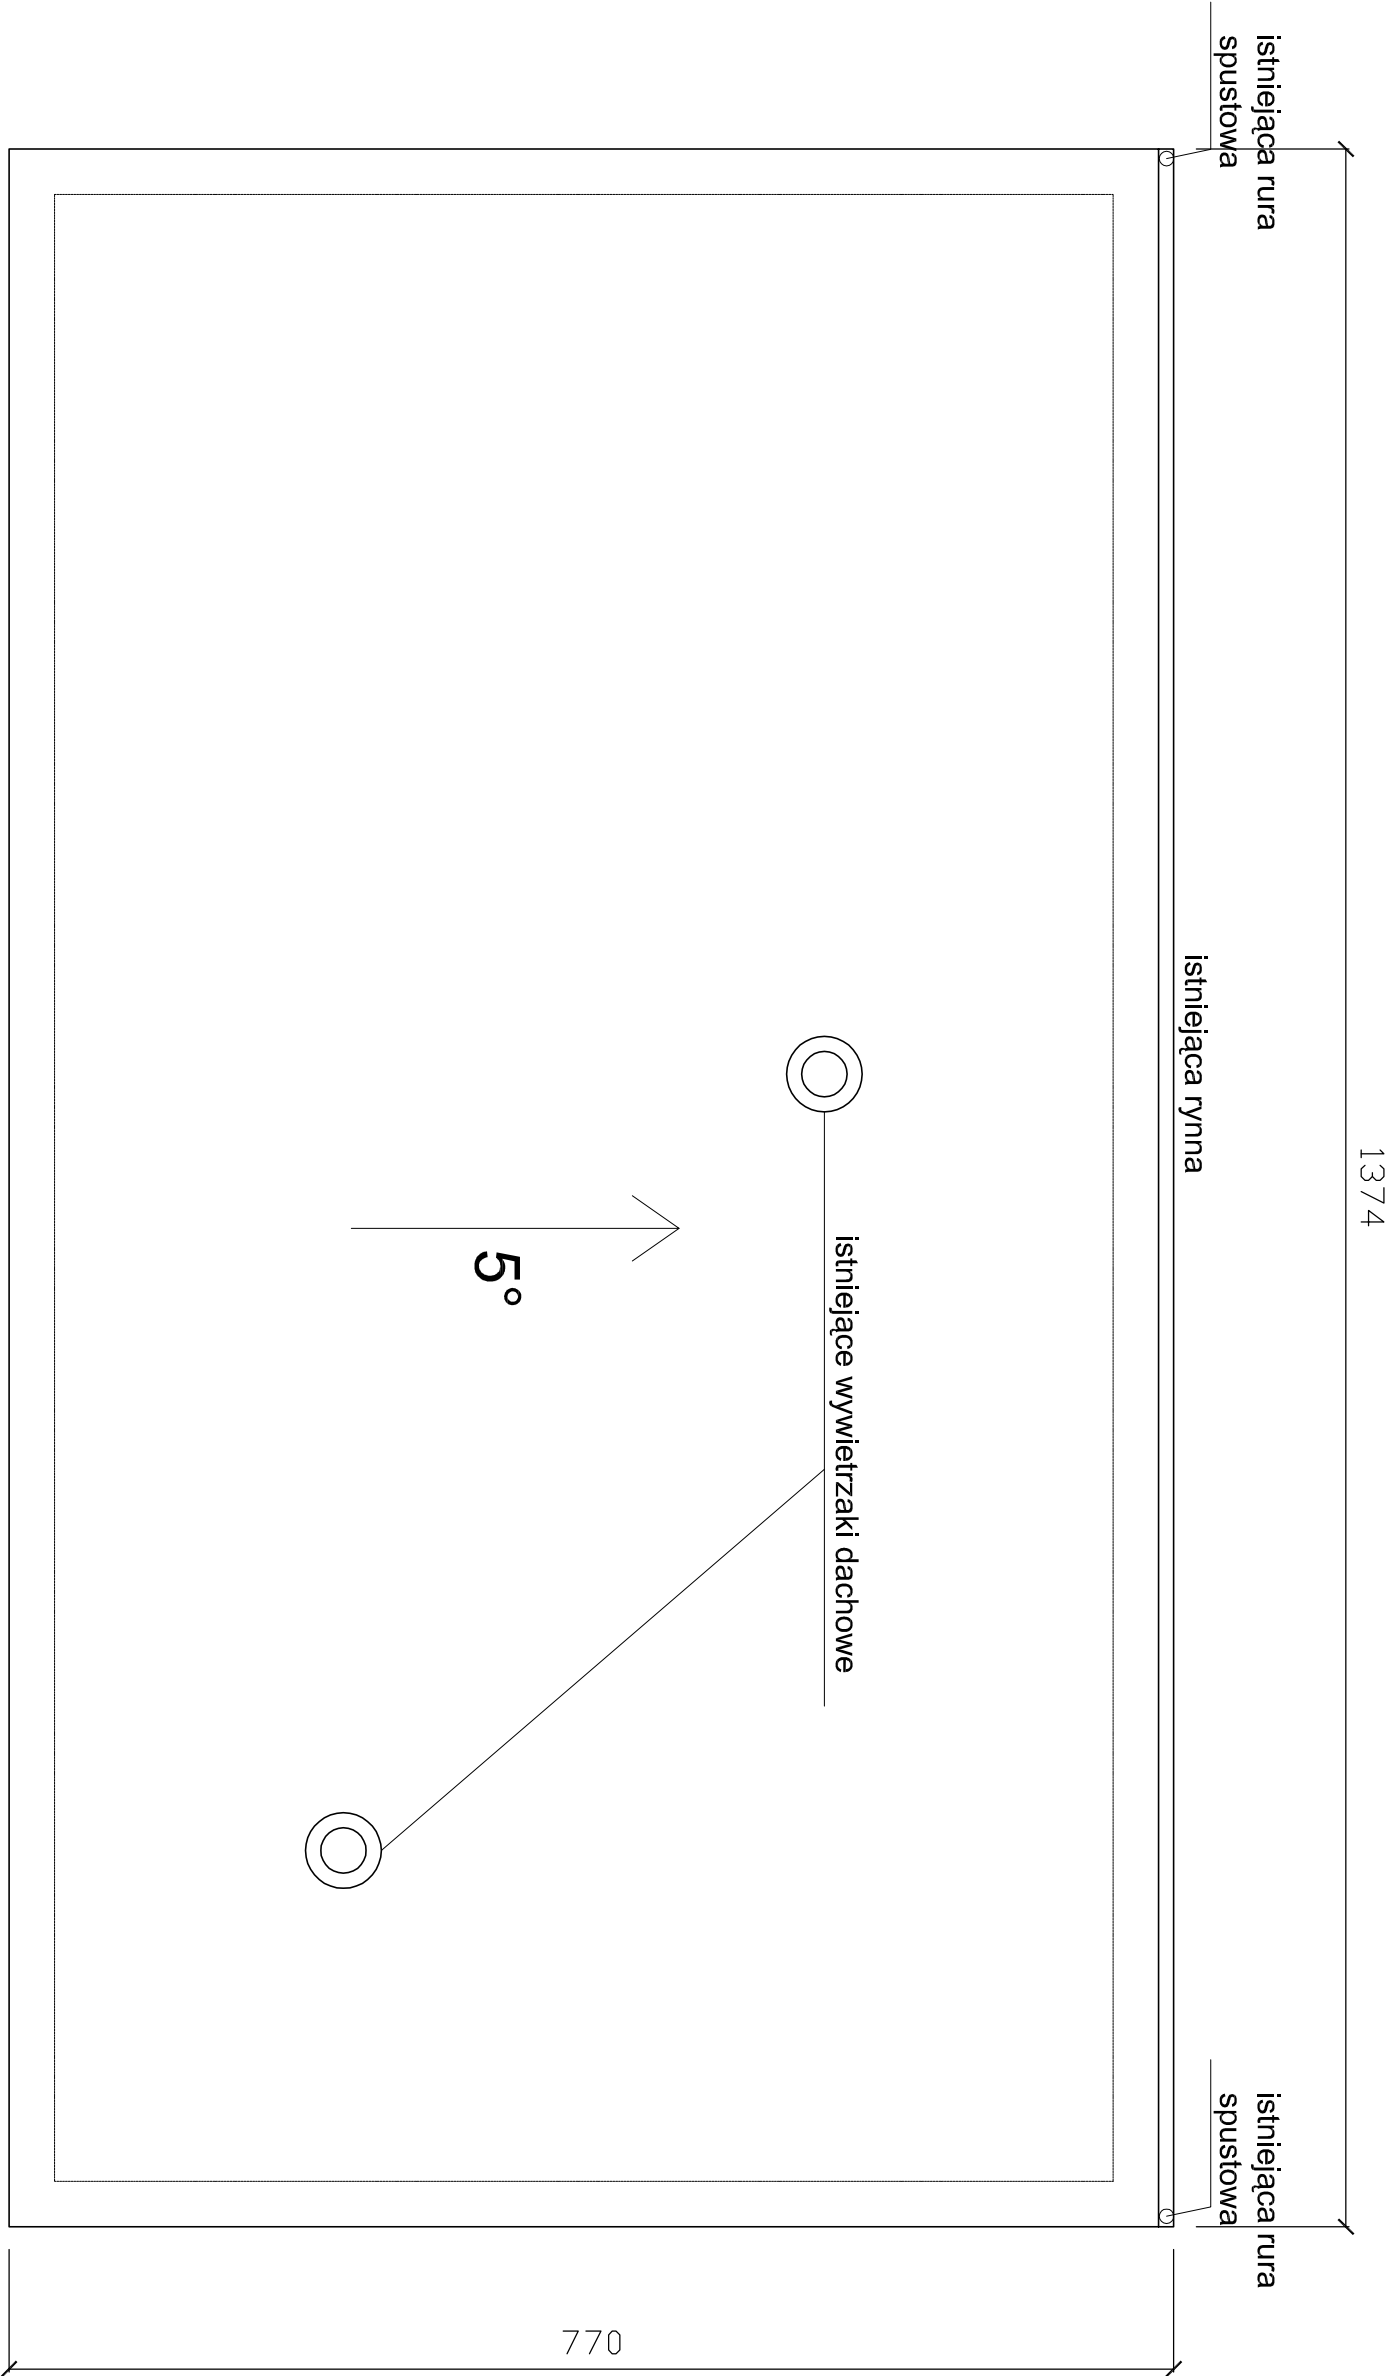 1374
istniejąca rura
spustowa
istniejąca rura
spustowa
istniejąca rynna
istniejące wywietrzaki dachowe
5°
770